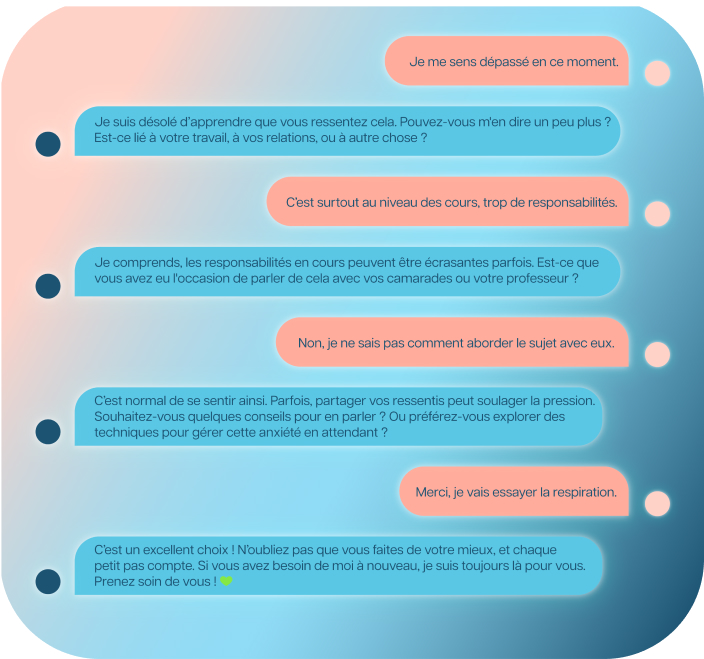 Je me sens dépassé en ce moment.
Je suis désolé d'apprendre que vous ressentez cela. Pouvez-vous m'en dire un peu plus ?
Est-ce lié à votre travail, à vos relations, ou à autre chose ?
C'est surtout au niveau des cours, trop de responsabilités.
Je comprends, les responsabilités en cours peuvent être écrasantes parfois. Est-ce que
vous avez eu l'occasion de parler de cela avec vos camarades ou votre professeur ?
Non, je ne sais pas comment aborder le sujet avec eux.
C'est normal de se sentir ainsi. Parfois, partager vos ressentis peut soulager la pression.
Souhaitez-vous quelques conseils pour en parler ? Ou préférez-vous explorer des
techniques pour gérer cette anxiété en attendant ?
Merci, je vais essayer la respiration.
C'est un excellent choix ! N'oubliez pas que vous faites de votre mieux, et chaque
petit pas compte. Si vous avez besoin de moi à nouveau, je suis toujours là pour vous.
Prenez soin de vous ! 💚